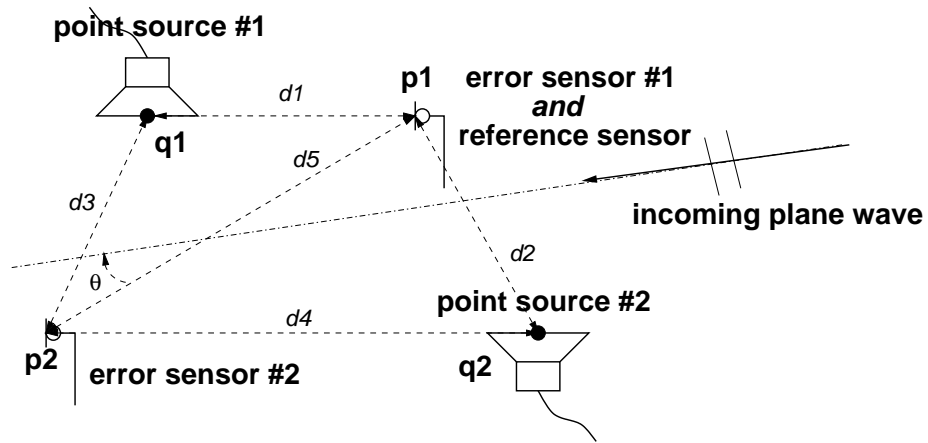 point source #1
p1
error sensor #1
and
reference sensor
d1
q1
d5
d3
incoming plane wave
d2
θ
point source #2
d4
p2
q2
error sensor #2